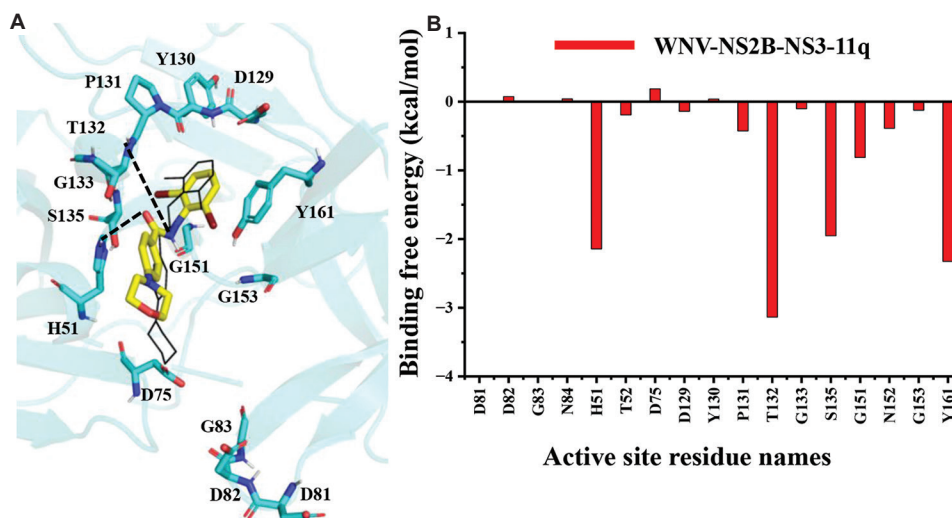 A
Y130
D129
P131
T132
G133
S135
Y161
G151
G153
H51
D75
G83
D82
D81
B
WNV-NS2B-NS3-11q
Binding free energy (kcal/mol)
1
0
−1
−2
−3
−4
D81
D82
G83
N84
H51
T52
D75
D129
Y130
P131
T132
G135
S135
G151
N152
G153
Y161
Active site residue names